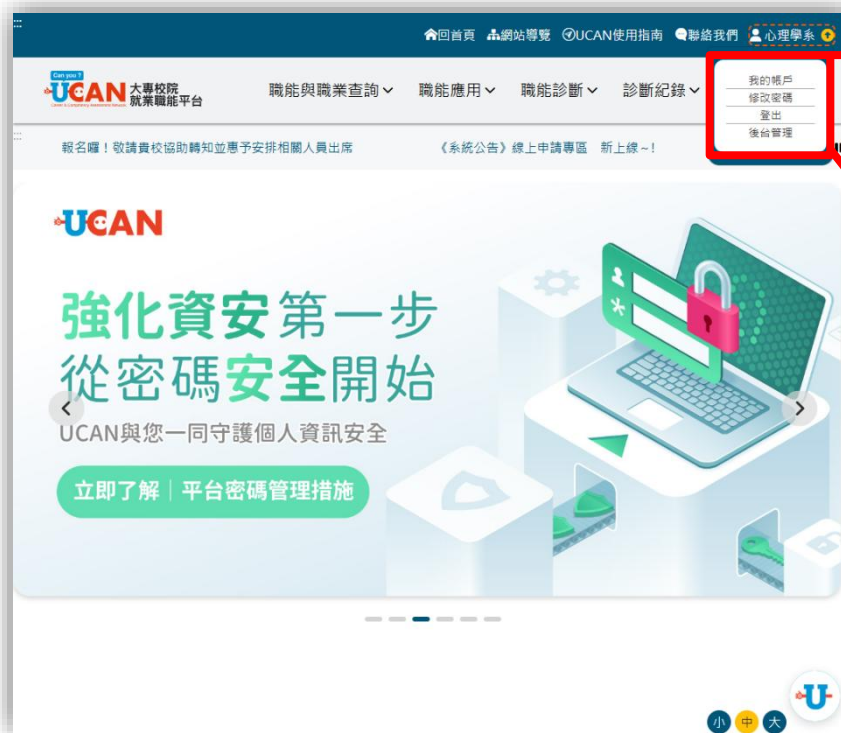 回首頁 網站導覽 UCAN使用指南 聯絡我們 心理學系
Can you ?
UCAN 大專校院
就業職能平台
職能與職業查詢 職能應用 職能診斷 診斷紀錄
我的帳戶
修改密碼
登出
後台管理
報名囉！敬請貴校協助轉知並惠予安排相關人員出席 《系統公告》線上申請專區 新上線~!
UCAN
強化資安第一步
從密碼安全開始
UCAN與您一同守護個人資訊安全
立即了解｜平台密碼管理措施
U
小 中 大